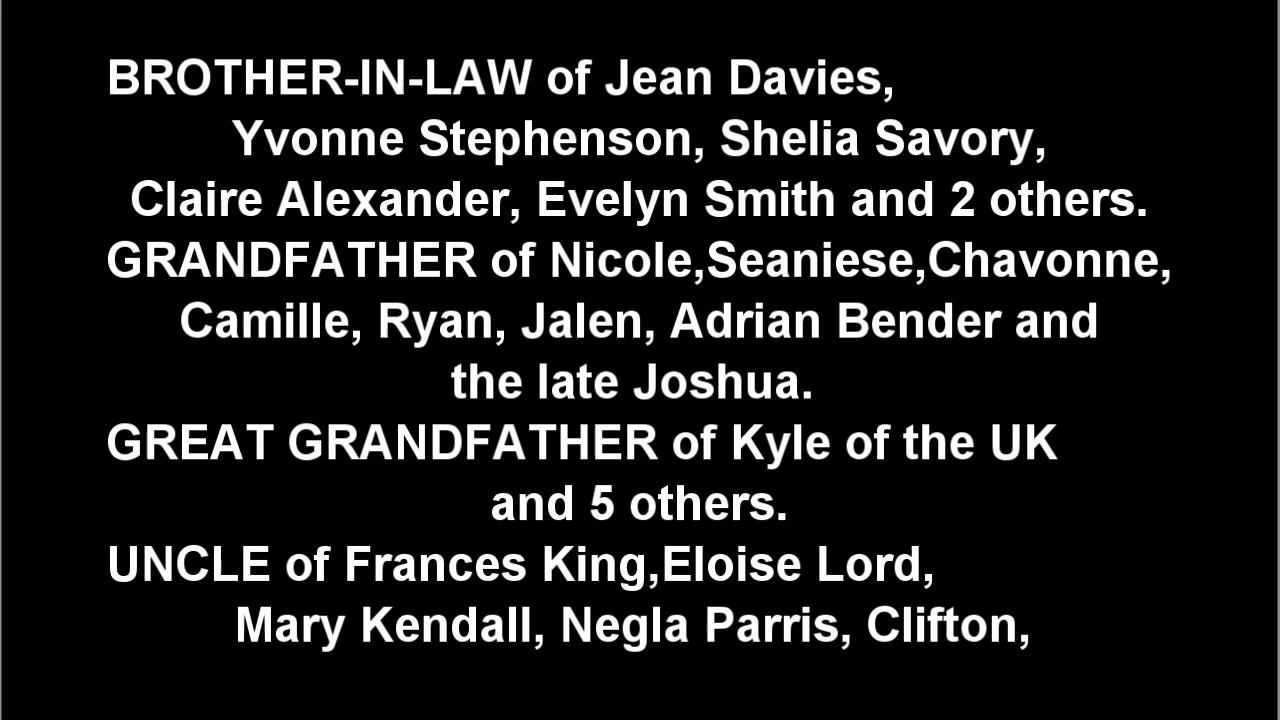 BROTHER-IN-LAW of Jean Davies,
Yvonne Stephenson, Shelia Savory,
Claire Alexander, Evelyn Smith and 2 others.
GRANDFATHER of Nicole,Seaniese,Chavonne,
Camille, Ryan, Jalen, Adrian Bender and
the late Joshua.
GREAT GRANDFATHER of Kyle of the UK
and 5 others.
UNCLE of Frances King,Eloise Lord,
Mary Kendall, Negla Parris, Clifton,